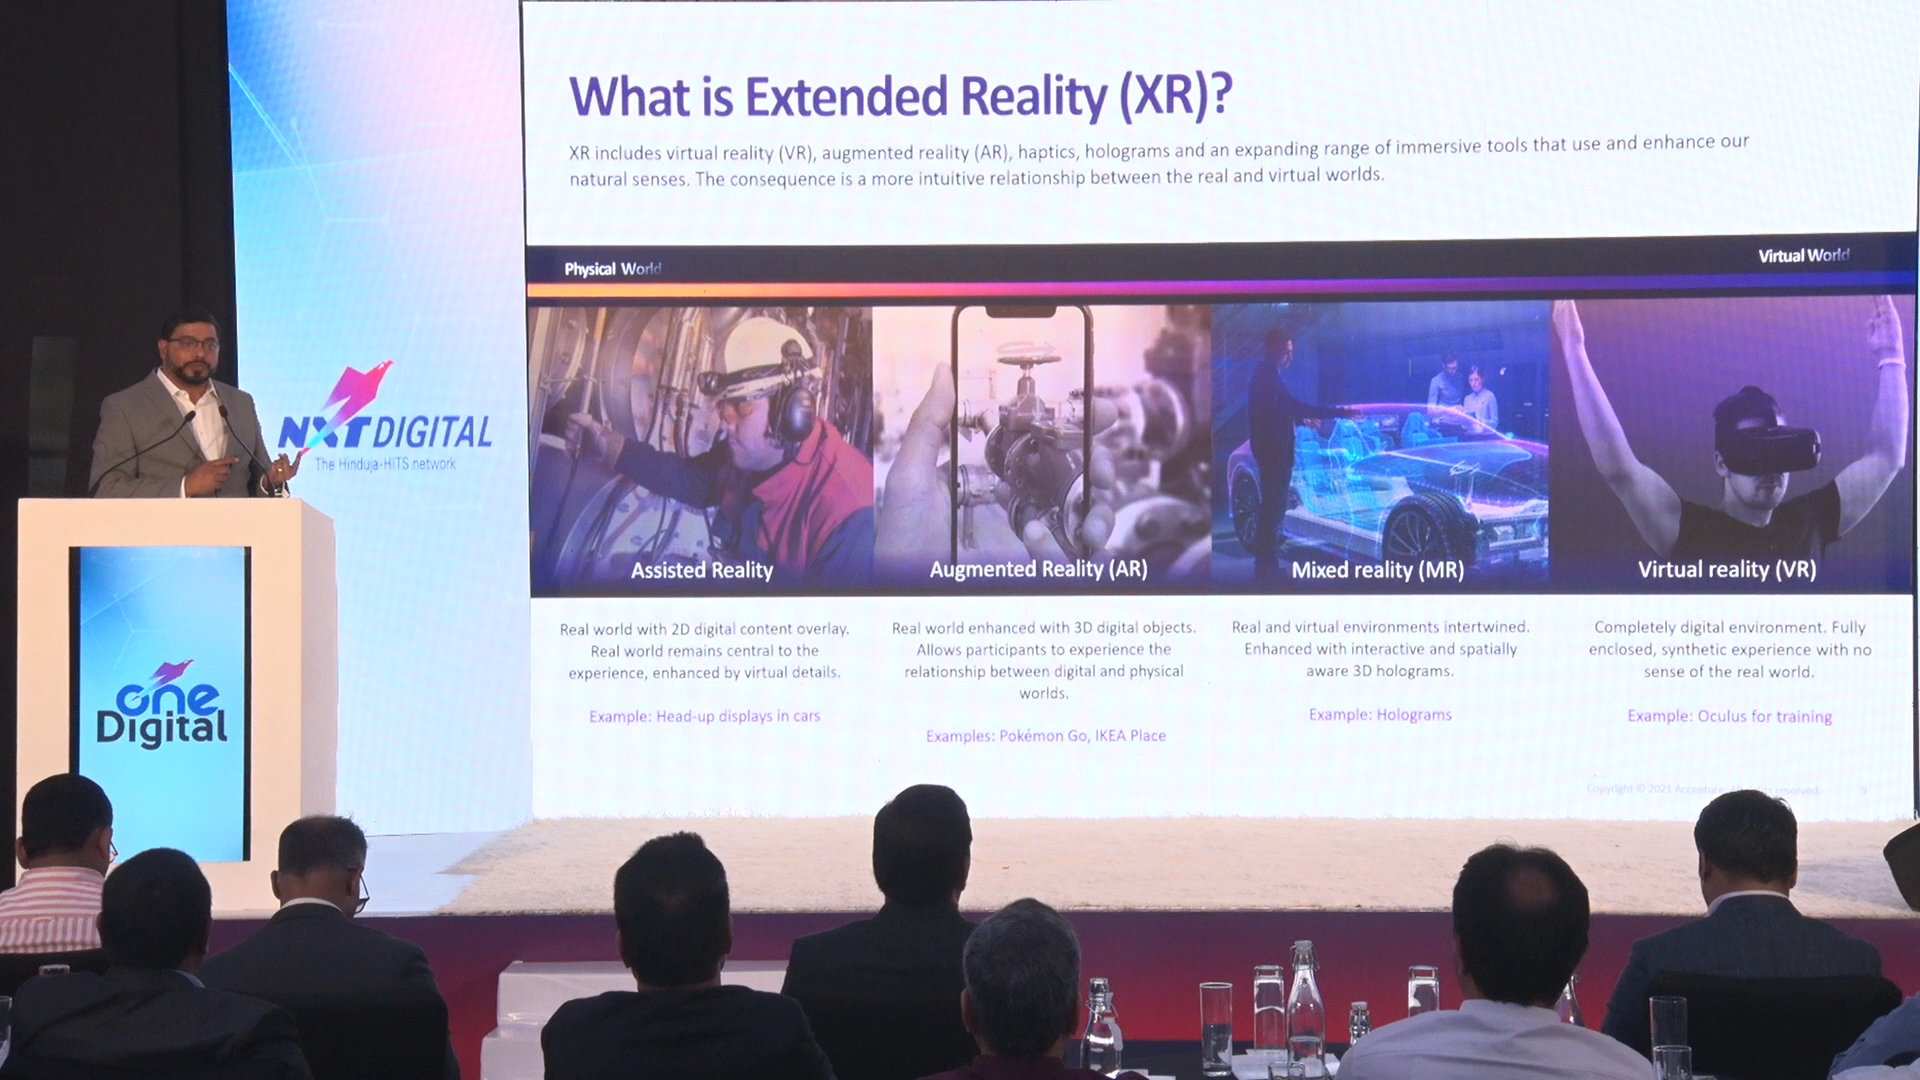 What is Extended Reality (XR)?
XR includes virtual reality (VR), augmented reality (AR), haptics, holograms and an expanding range of immersive tools that use and enhance our
natural senses. The consequence is a more intuitive relationship between the real and virtual worlds.
Physical World
Virtual World
Assisted Reality
Real world with 2D digital content overlay.
Real world remains central to the
experience, enhanced by virtual details.
Example: Head-up displays in cars
Augmented Reality (AR)
Real world enhanced with 3D digital objects.
Allows participants to experience the
relationship between digital and physical
worlds.
Examples: Pokémon Go, IKEA Place
Mixed reality (MR)
Real and virtual environments intertwined.
Enhanced with interactive and spatially
aware 3D holograms.
Example: Holograms
Virtual reality (VR)
Completely digital environment. Fully
enclosed, synthetic experience with no
sense of the real world.
Example: Oculus for training
Copyright © 2021 Accenture. All rights reserved. 9
NXTDIGITAL
The Hinduja-HITS network
one
Digital